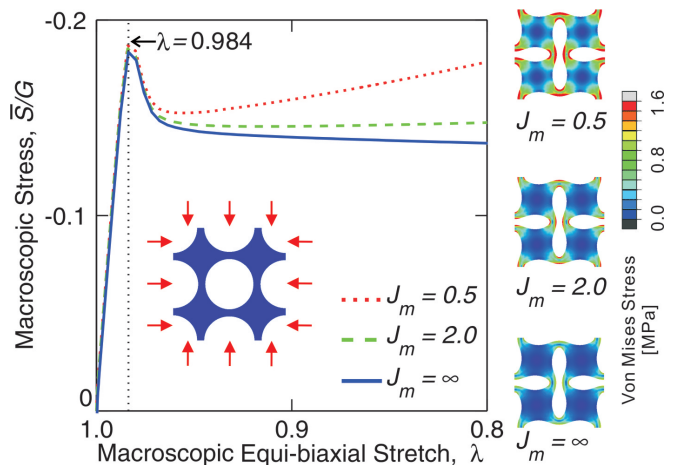 -0.2
λ=0.984
Macroscopic Stress, S̅/G
-0.1
0
J_m = 0.5
J_m = 2.0
J_m = ∞
1.0 0.9 0.8
Macroscopic Equi-biaxial Stretch, λ
J_m = 0.5
J_m = 2.0
J_m = ∞
1.6
0.8
0.0
Von Mises Stress
[MPa]